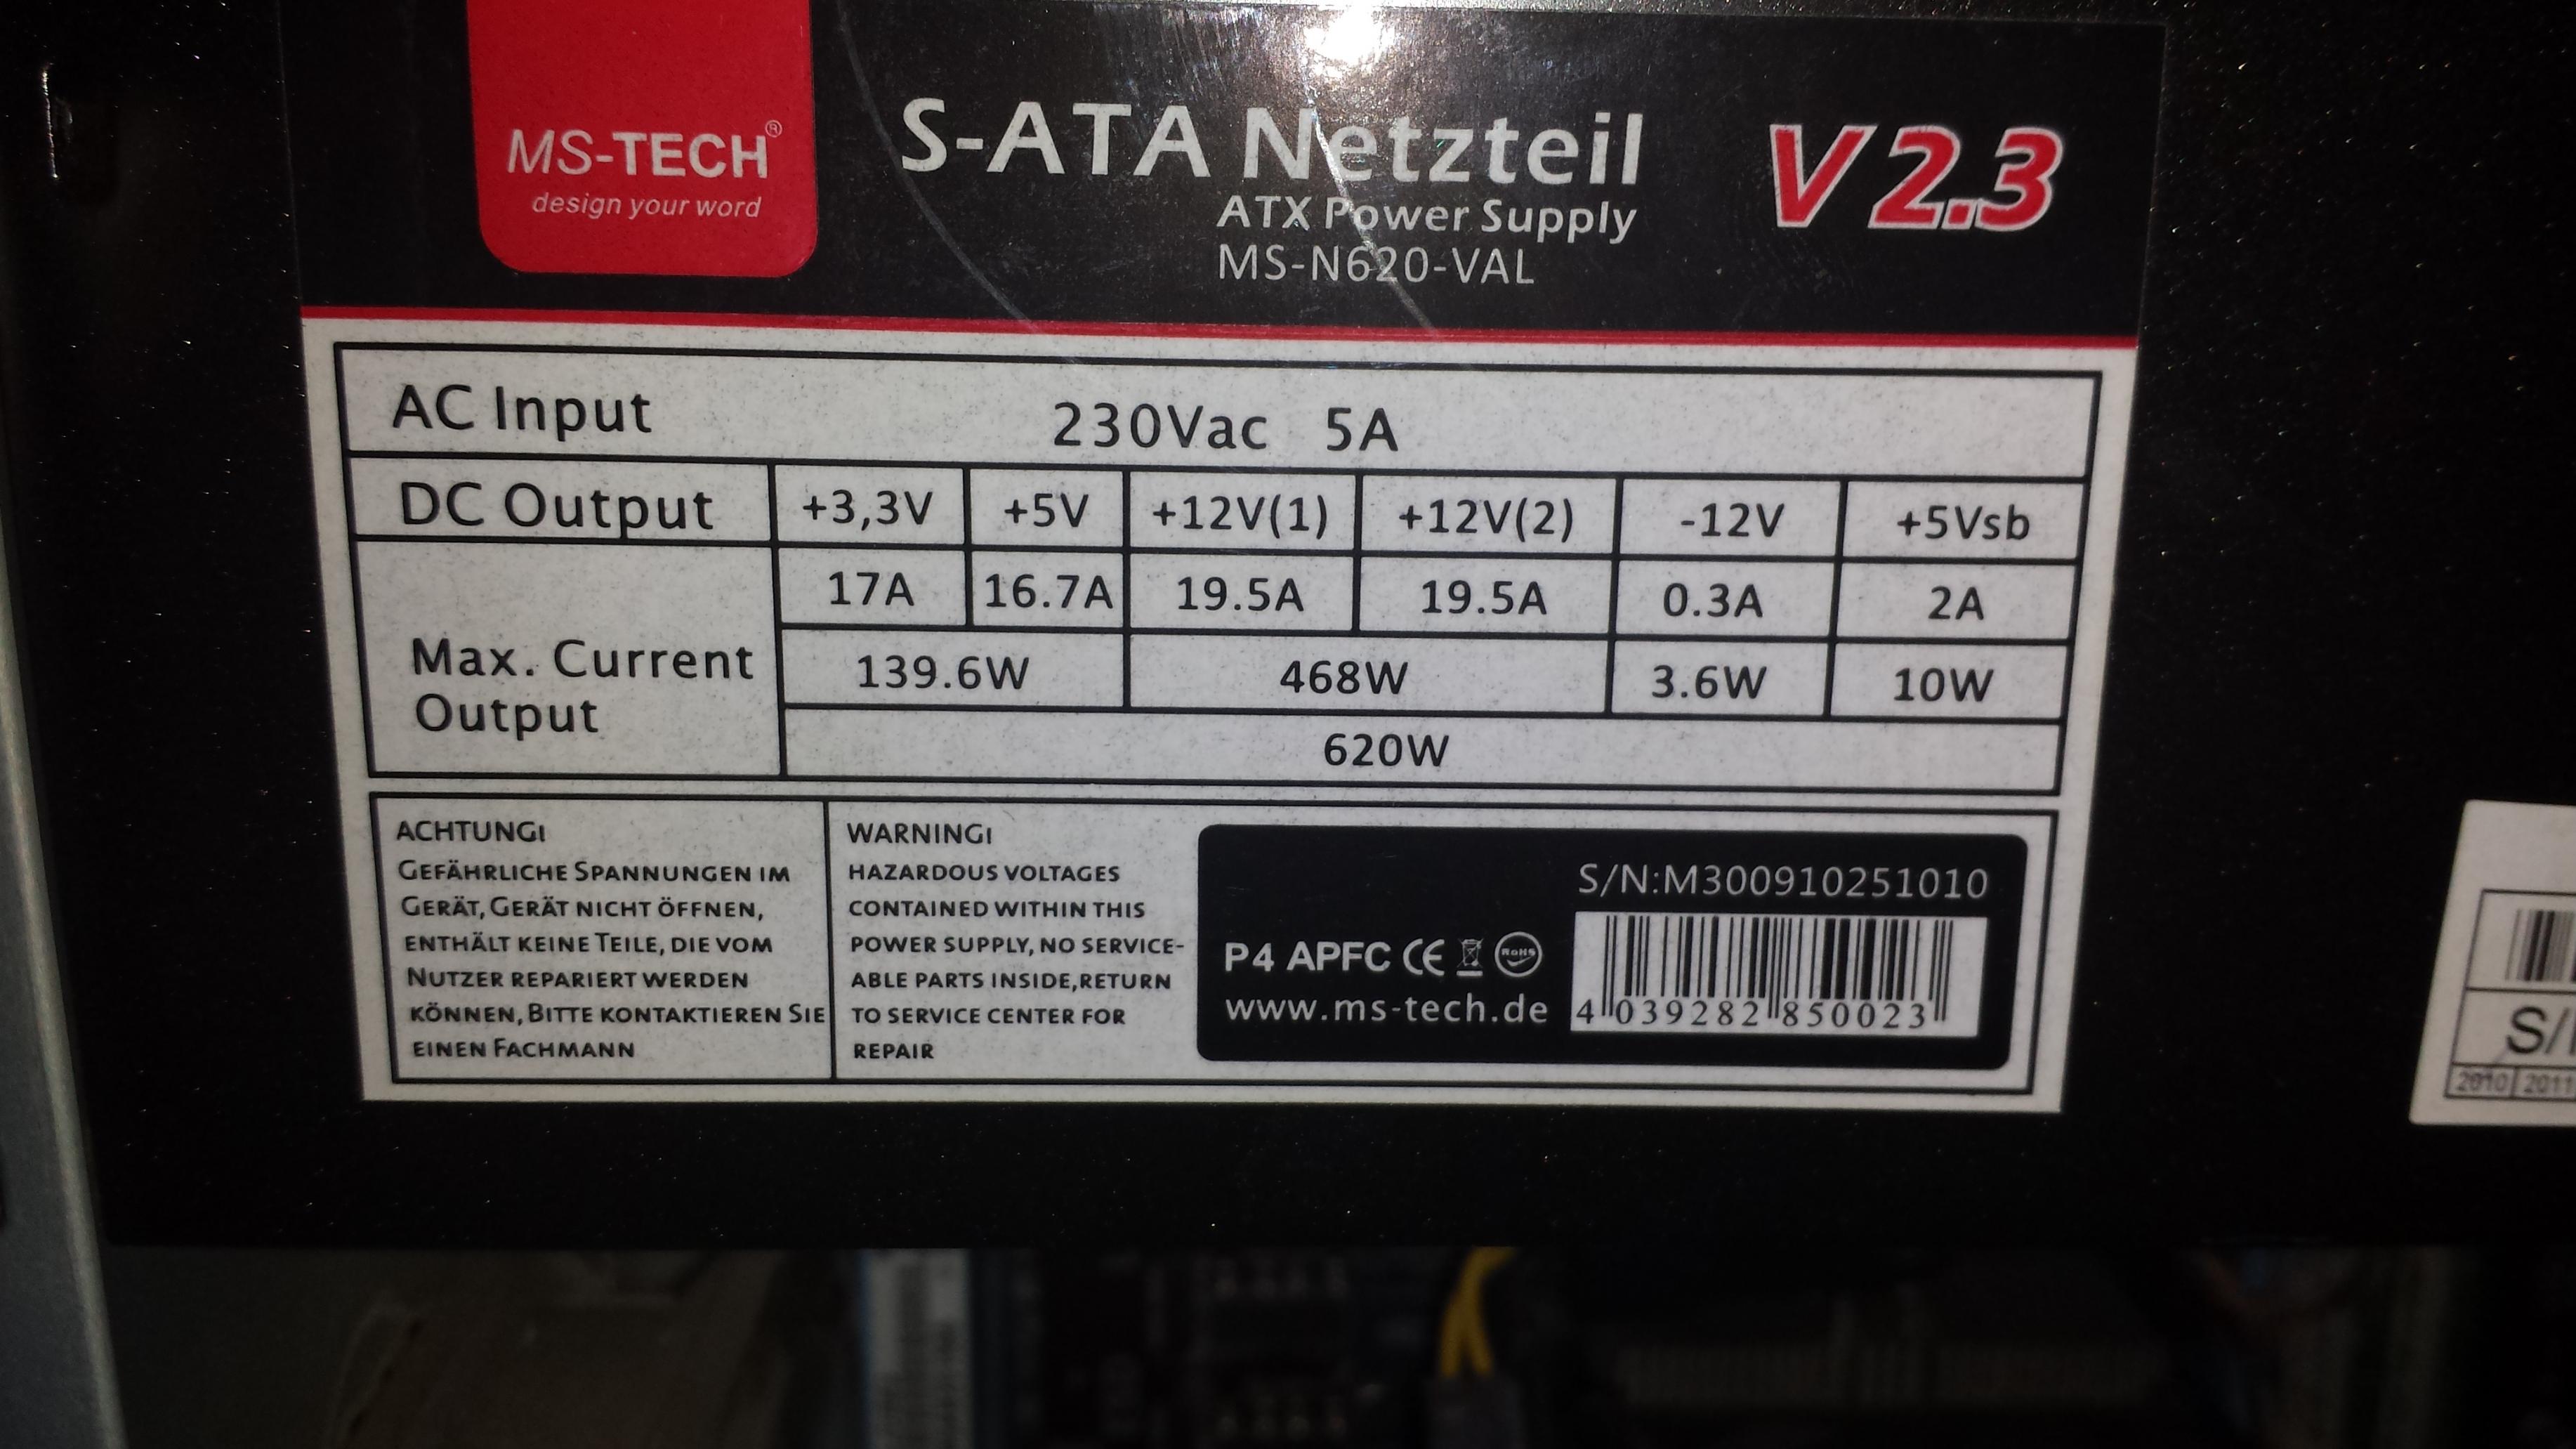 MS-TECH®
design your word
S-ATA Netzteil
ATX Power Supply
MS-N620-VAL
V 2.3
AC Input 230Vac 5A
DC Output +3,3V +5V +12V(1) +12V(2) -12V +5Vsb
17A 16.7A 19.5A 19.5A 0.3A 2A
Max. Current
Output
139.6W 468W 3.6W 10W
620W
ACHTUNG!
GEFÄHRLICHE SPANNUNGEN IM
GERÄT, GERÄT NICHT ÖFFNEN,
ENTHÄLT KEINE TEILE, DIE VOM
NUTZER REPARIERT WERDEN
KÖNNEN, BITTE KONTAKTIEREN SIE
EINEN FACHMANN
WARNING!
HAZARDOUS VOLTAGES
CONTAINED WITHIN THIS
POWER SUPPLY, NO SERVICE-
ABLE PARTS INSIDE,RETURN
TO SERVICE CENTER FOR
REPAIR
S/N:M300910251010
P4 APFC CE RoHS
www.ms-tech.de
4 039282 850023
2010 2011